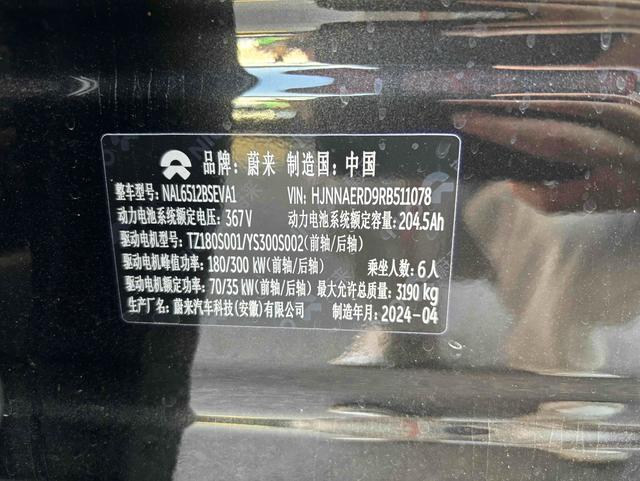 品牌：蔚来 制造国：中国
整车型号：NAL6512BSEVA1 VIN: HJNNAERD9RB511078
动力电池系统额定电压：367V 动力电池系统额定容量：204.5Ah
驱动电机型号：TZ180S001/YS300S002(前轴/后轴)
驱动电机峰值功率：180/300 kW(前轴/后轴) 乘坐人数：6人
驱动电机额定功率：70/35 kW(前轴/后轴) 最大允许总质量：3190 kg
生产厂名：蔚来汽车科技(安徽)有限公司 制造年月：2024-04